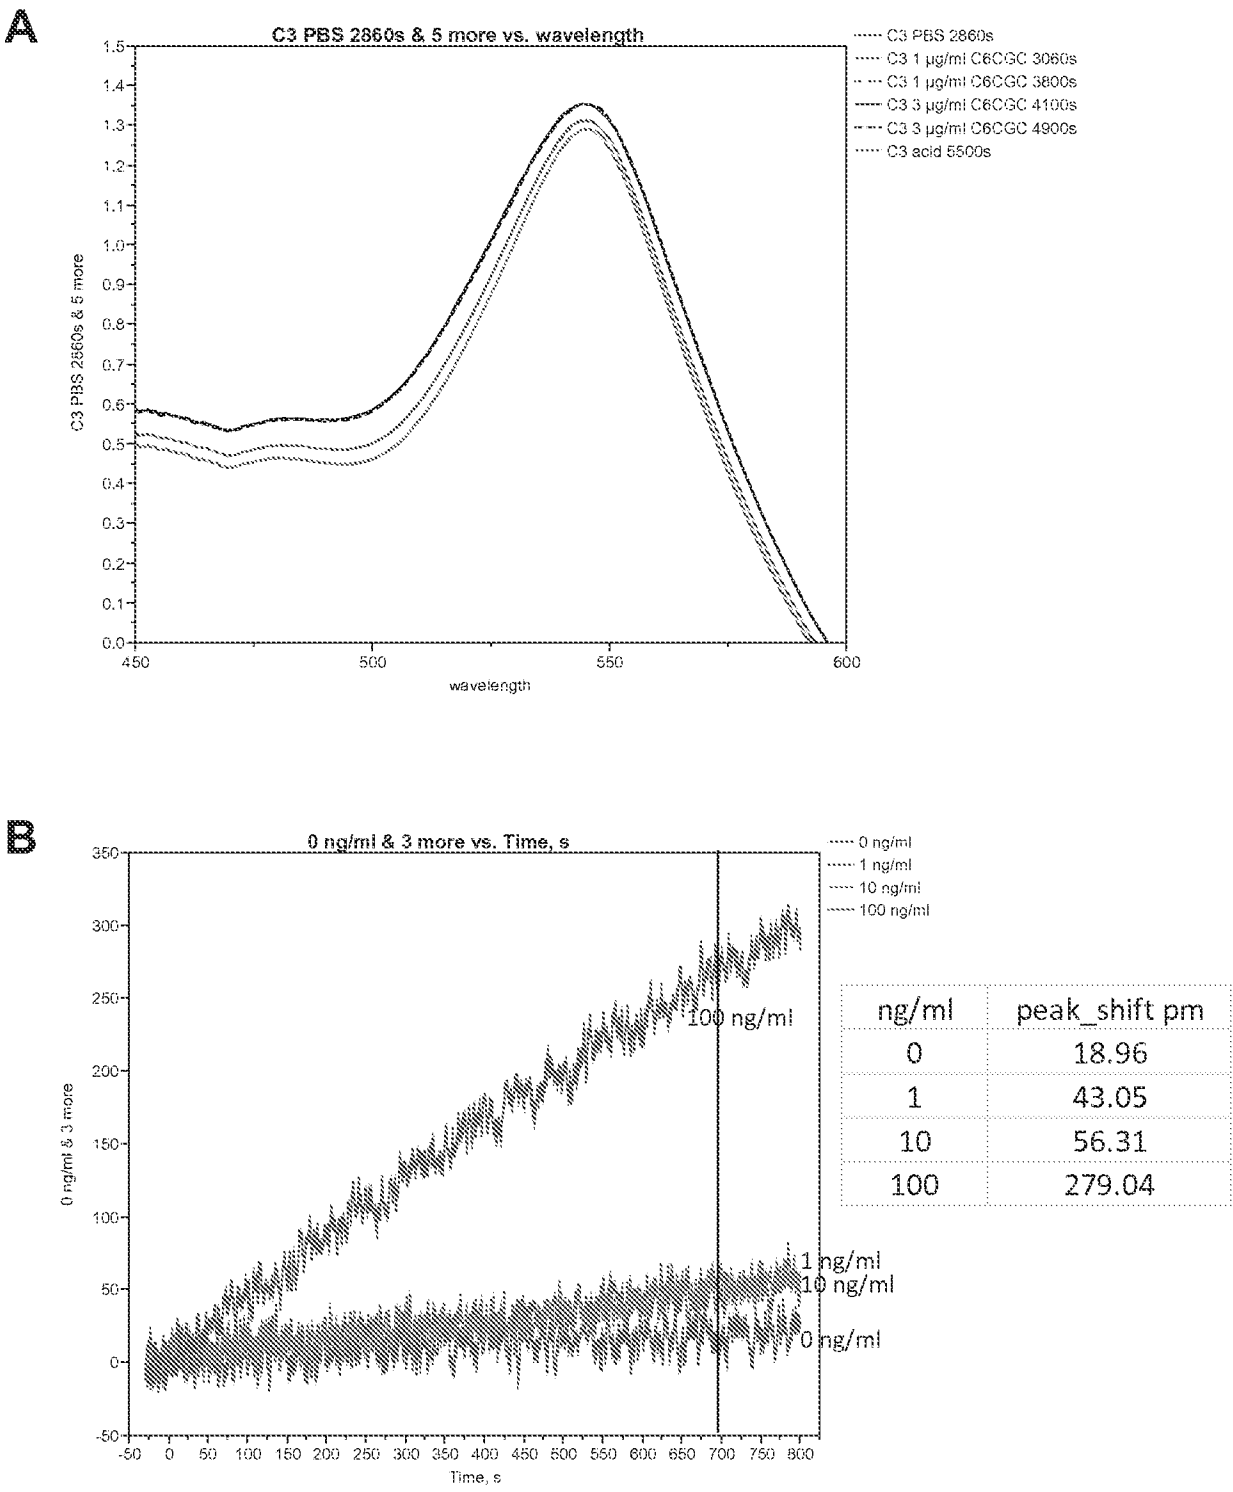 A
C3 PBS 2860s & 5 more vs. wavelength
C3 PBS 2860s & 5 more
1.5
1.4
1.3
1.2
1.1
1.0
0.9
0.8
0.7
0.6
0.5
0.4
0.3
0.2
0.1
0.0
450 500 550 600
wavelength
C3 PBS 2860s
C3 1 µg/ml C6CGC 3060s
C3 1 µg/ml C6CGC 3800s
C3 3 µg/ml C6CGC 4100s
C3 3 µg/ml C6CGC 4900s
C3 acid 5500s
B
0 ng/ml & 3 more vs. Time, s
0 ng/ml & 3 more
350
300
250
200
150
100
50
0
-50
-50 0 50 100 150 200 250 300 350 400 450 500 550 600 650 700 750 800
Time, s
0 ng/ml
1 ng/ml
10 ng/ml
100 ng/ml
100 ng/ml
1 ng/ml
10 ng/ml
0 ng/ml
ng/ml peak_shift pm
0 18.96
1 43.05
10 56.31
100 279.04